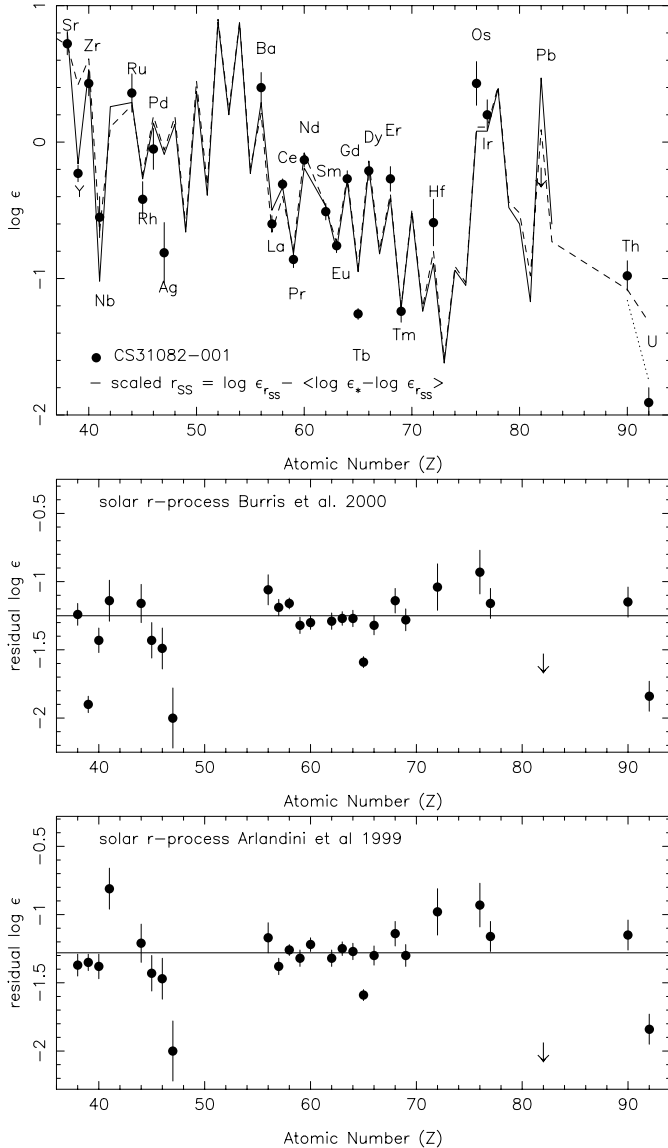 1
0
−1
−2
log ε
Sr
Zr
Ru
Pd
Y
Nb
Rh
Ag
Ba
Nd
Ce
Sm
Gd
Dy
Er
La
Pr
Eu
Tb
Tm
Hf
Os
Ir
Pb
Th
U
CS31082−001
− scaled r_SS = log ε_r_SS − <log ε_*−log ε_r_SS>
40 50 60 70 80 90
Atomic Number (Z)
solar r−process Burris et al. 2000
−0.5
−1
−1.5
−2
residual log ε
40 50 60 70 80 90
Atomic Number (Z)
solar r−process Arlandini et al 1999
−0.5
−1
−1.5
−2
residual log ε
40 50 60 70 80 90
Atomic Number (Z)